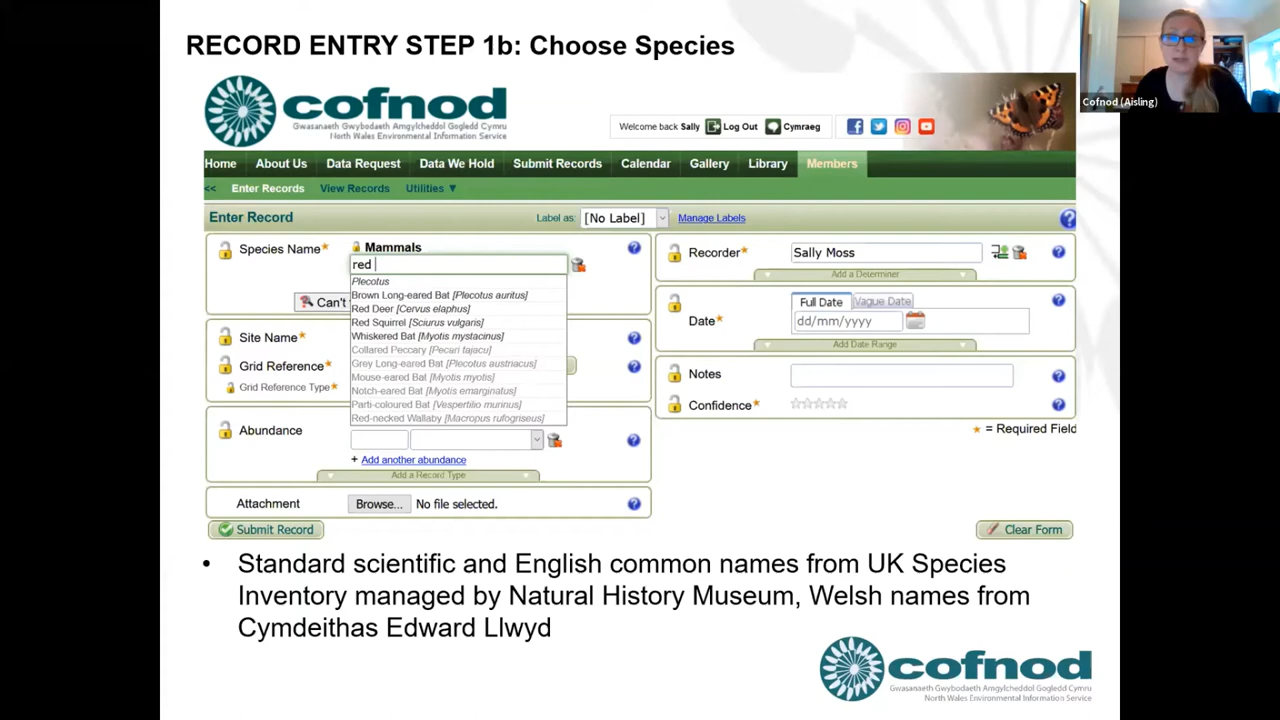 RECORD ENTRY STEP 1b: Choose Species
Cofnod (Aisling)
cofnod
Gwasanaeth Gwybodaeth Amgylcheddol Gogledd Cymru
North Wales Environmental Information Service
Welcome back Sally Log Out Cymraeg
Home About Us Data Request Data We Hold Submit Records Calendar Gallery Library Members
<< Enter Records View Records Utilities ▼
Enter Record Label as: [No Label] Manage Labels ?
Species Name* Mammals ?
red
Plecotus
Brown Long-eared Bat [Plecotus auritus]
Red Deer [Cervus elaphus]
Red Squirrel [Sciurus vulgaris]
Whiskered Bat [Myotis mystacinus]
Collared Peccary [Pecari tajacu]
Grey Long-eared Bat [Plecotus austriacus]
Mouse-eared Bat [Myotis myotis]
Notch-eared Bat [Myotis emarginatus]
Parti-coloured Bat [Vespertilio murinus]
Red-necked Wallaby [Macropus rufogriseus]
Can't
Site Name* ?
Grid Reference* ?
Grid Reference Type*
Abundance ?
+ Add another abundance
Add a Record Type
Attachment Browse... No file selected. ?
Submit Record
Recorder* Sally Moss ?
Add a Determiner
Full Date Vague Date ?
Date* dd/mm/yyyy
Add Date Range
Notes ?
Confidence* ?
* = Required Field
Clear Form
• Standard scientific and English common names from UK Species
Inventory managed by Natural History Museum, Welsh names from
Cymdeithas Edward Llwyd
cofnod
Gwasanaeth Gwybodaeth Amgylcheddol Gogledd Cymru
North Wales Environmental Information Service